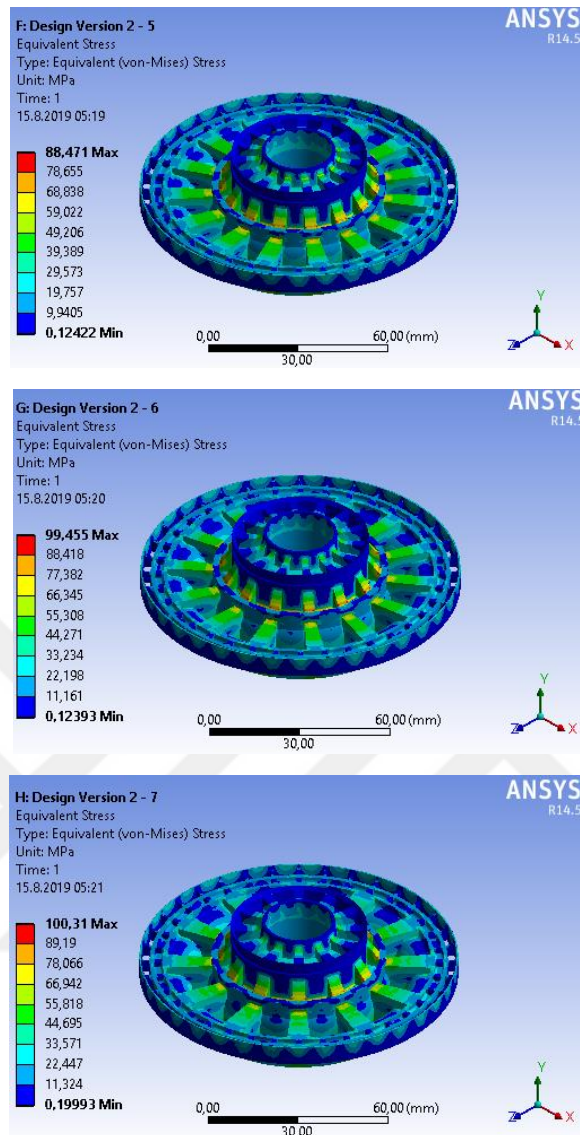 F: Design Version 2 - 5
Equivalent Stress
Type: Equivalent (von-Mises) Stress
Unit: MPa
Time: 1
15.8.2019 05:19
ANSYS
R14.5
88,471 Max
78,655
68,838
59,022
49,206
39,389
29,573
19,757
9,9405
0,12422 Min
0,00
60,00 (mm)
30,00
Y
Z
X
G: Design Version 2 - 6
Equivalent Stress
Type: Equivalent (von-Mises) Stress
Unit: MPa
Time: 1
15.8.2019 05:20
ANSYS
R14.5
99,455 Max
88,418
77,382
66,345
55,308
44,271
33,234
22,198
11,161
0,12393 Min
0,00
60,00 (mm)
30,00
Y
Z
X
H: Design Version 2 - 7
Equivalent Stress
Type: Equivalent (von-Mises) Stress
Unit: MPa
Time: 1
15.8.2019 05:21
ANSYS
R14.5
100,31 Max
89,19
78,066
66,942
55,818
44,695
33,571
22,447
11,324
0,19993 Min
0,00
60,00 (mm)
30,00
Y
Z
X